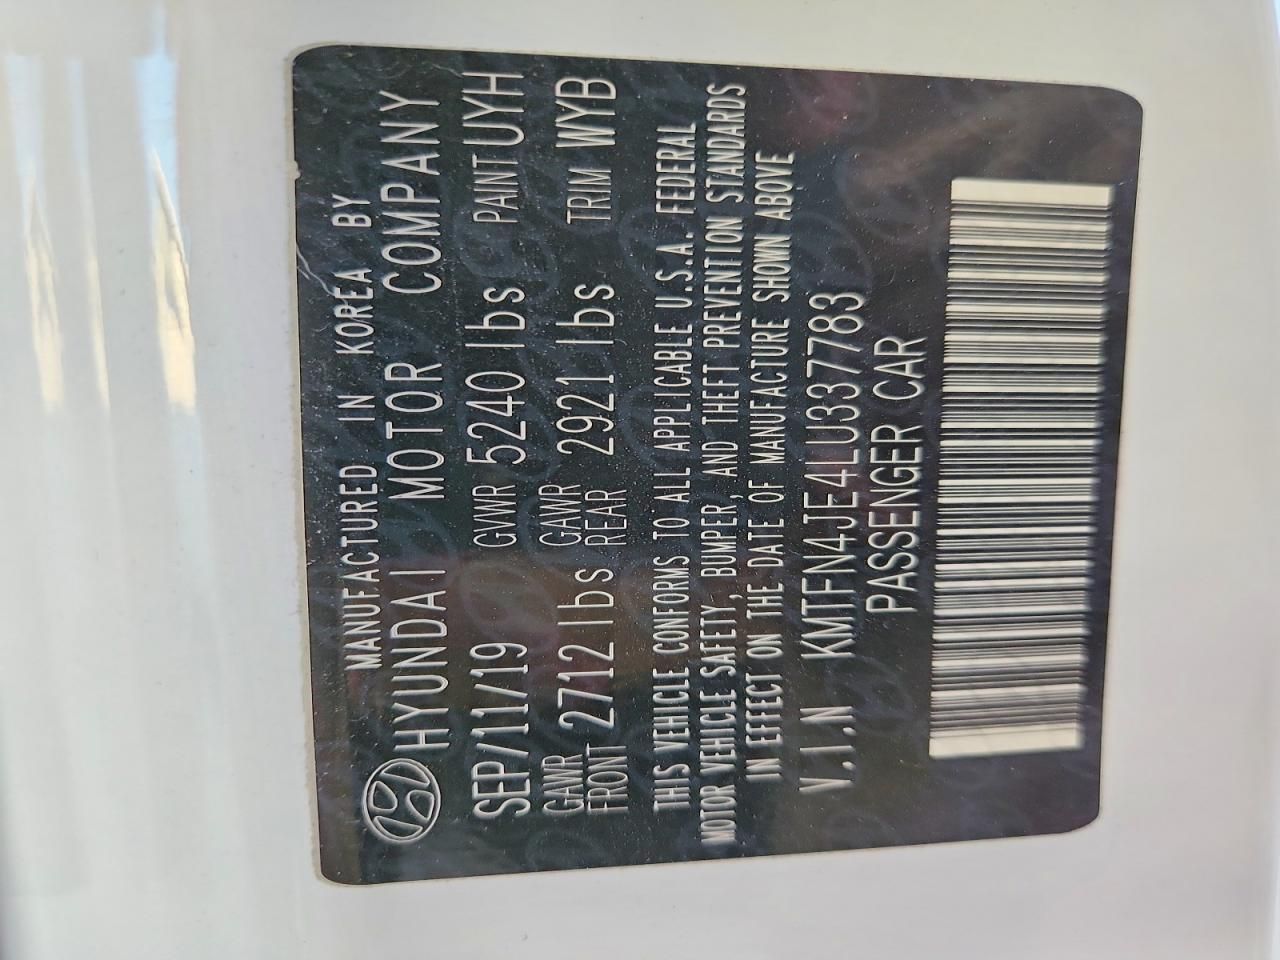 MANUFACTURED IN KOREA BY
HYUNDAI MOTOR COMPANY
SEP/11/19 GVWR 5240 lbs PAINT UYH
GAWR FRONT 2712 lbs GAWR REAR 2921 lbs TRIM WYB
THIS VEHICLE CONFORMS TO ALL APPLICABLE U.S.A. FEDERAL
MOTOR VEHICLE SAFETY, BUMPER, AND THEFT PREVENTION STANDARDS
IN EFFECT ON THE DATE OF MANUFACTURE SHOWN ABOVE
V.I.N KMTFN4JE4LU337783
PASSENGER CAR